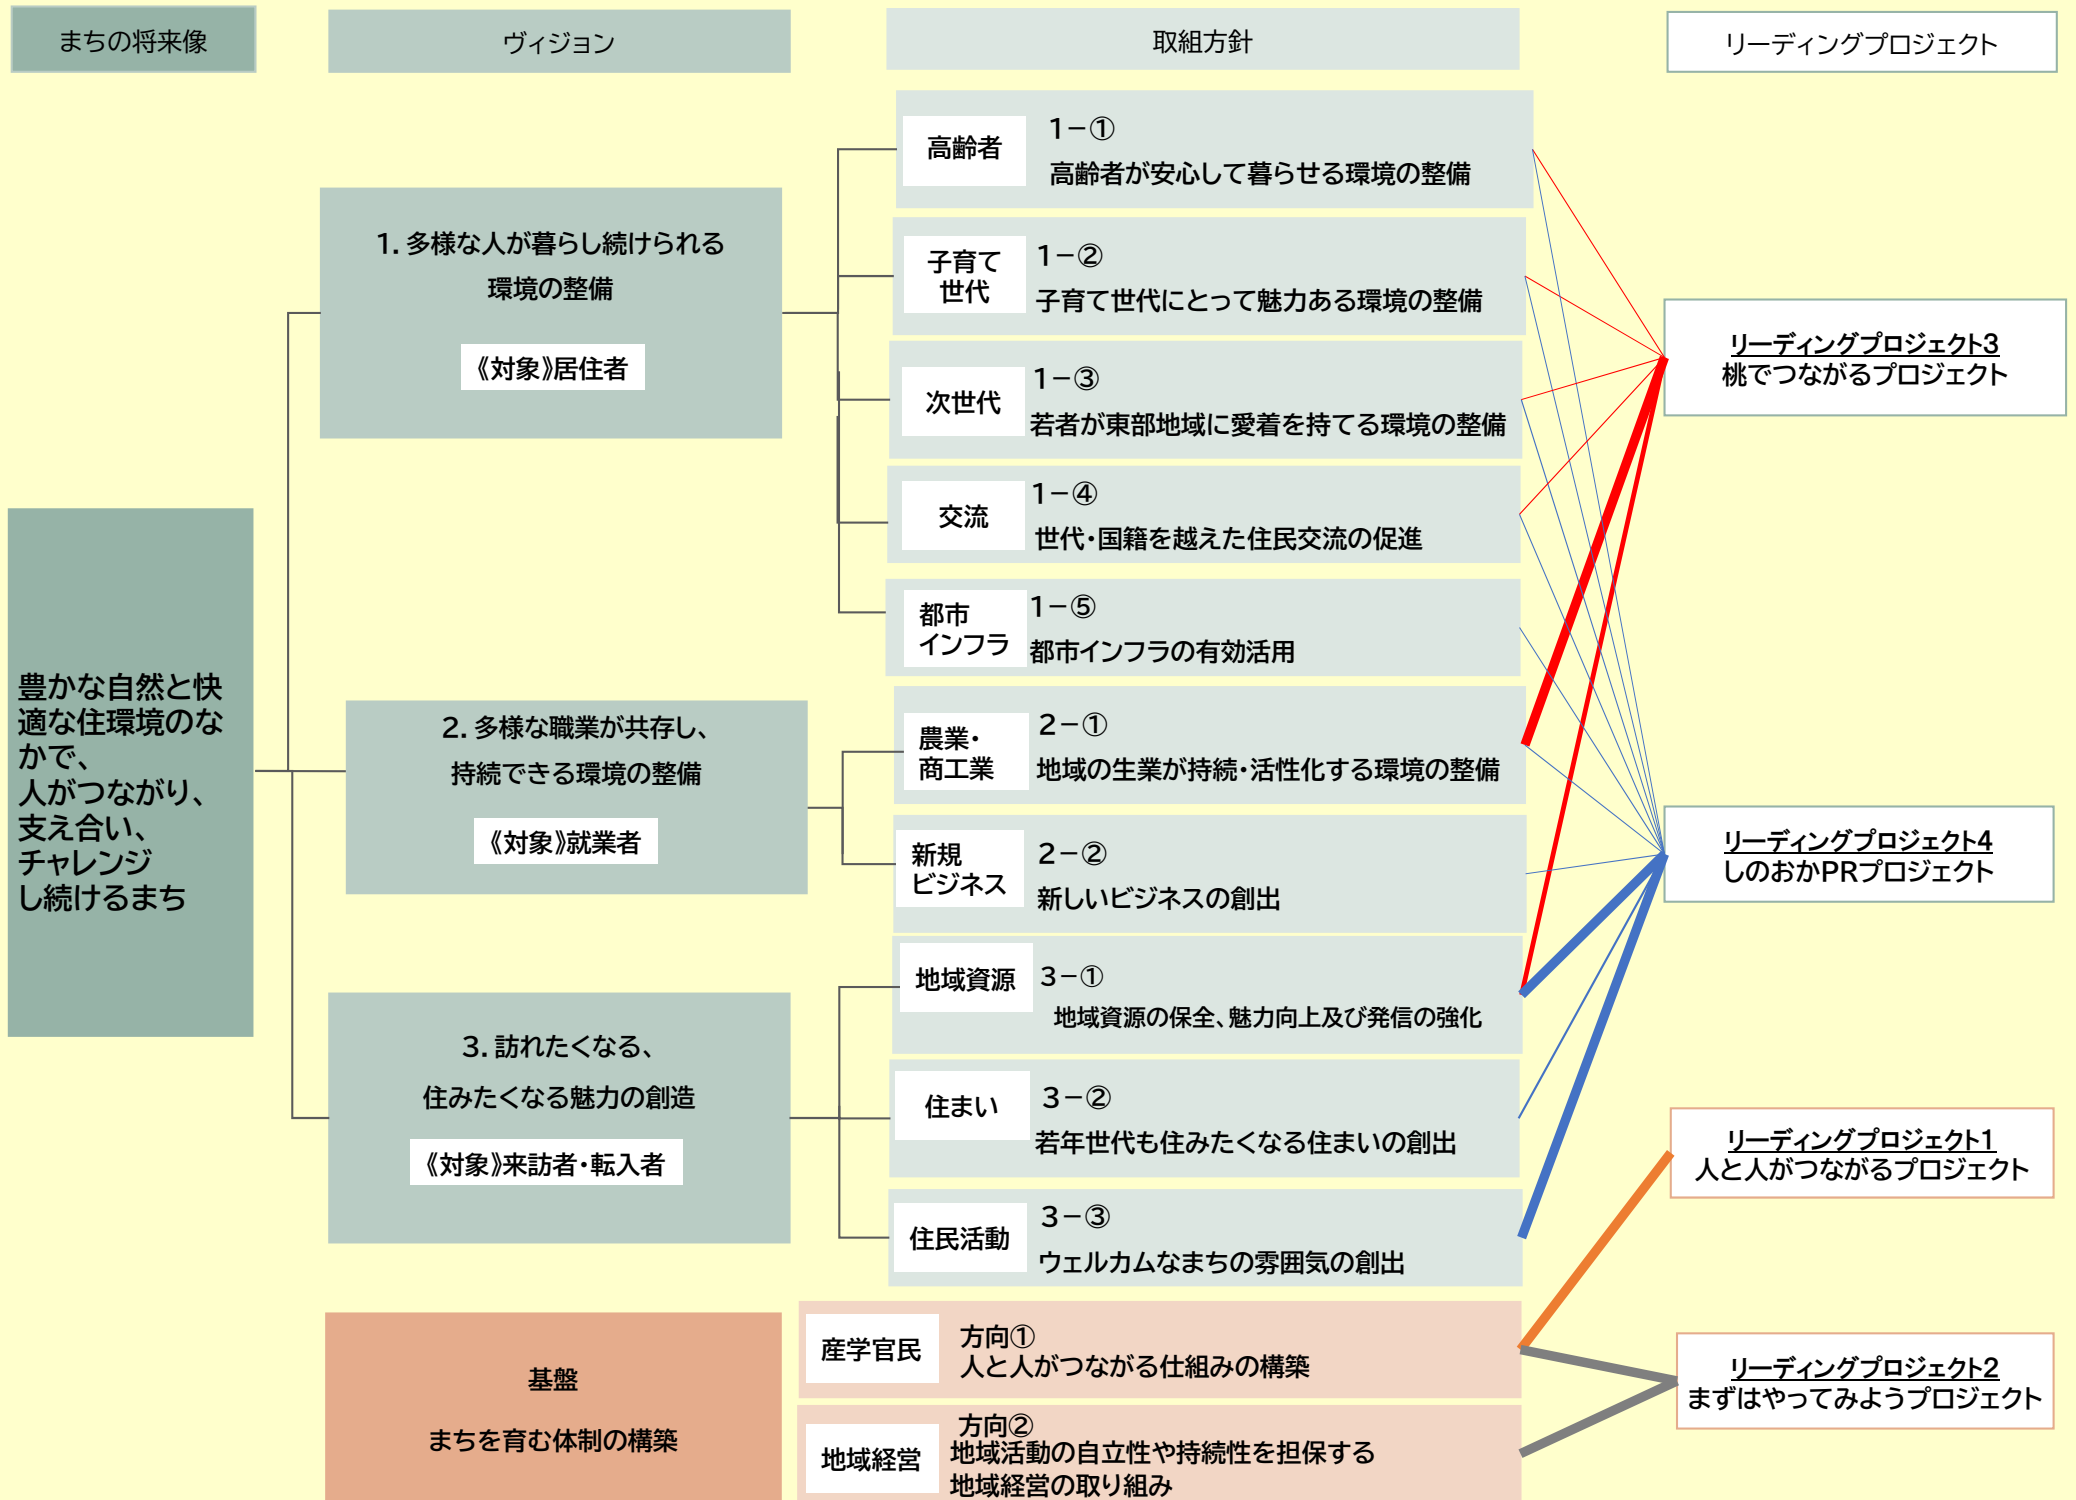 まちの将来像
ヴィジョン
取組方針
リーディングプロジェクト
豊かな自然と快
適な住環境のな
かで、
人がつながり、
支え合い、
チャレンジ
し続けるまち
1．多様な人が暮らし続けられる
環境の整備
《対象》居住者
2．多様な職業が共存し、
持続できる環境の整備
《対象》就業者
3．訪れたくなる、
住みたくなる魅力の創造
《対象》来訪者・転入者
基盤
まちを育む体制の構築
高齢者
1－①
高齢者が安心して暮らせる環境の整備
子育て
世代
1－②
子育て世代にとって魅力ある環境の整備
次世代
1－③
若者が東部地域に愛着を持てる環境の整備
交流
1－④
世代・国籍を越えた住民交流の促進
都市
インフラ
1－⑤
都市インフラの有効活用
農業・
商工業
2－①
地域の生業が持続・活性化する環境の整備
新規
ビジネス
2－②
新しいビジネスの創出
地域資源
3－①
地域資源の保全、魅力向上及び発信の強化
住まい
3－②
若年世代も住みたくなる住まいの創出
住民活動
3－③
ウェルカムなまちの雰囲気の創出
産学官民
方向①
人と人がつながる仕組みの構築
地域経営
方向②
地域活動の自立性や持続性を担保する
地域経営の取り組み
リーディングプロジェクト3
桃でつながるプロジェクト
リーディングプロジェクト4
しのおかPRプロジェクト
リーディングプロジェクト1
人と人がつながるプロジェクト
リーディングプロジェクト2
まずはやってみようプロジェクト